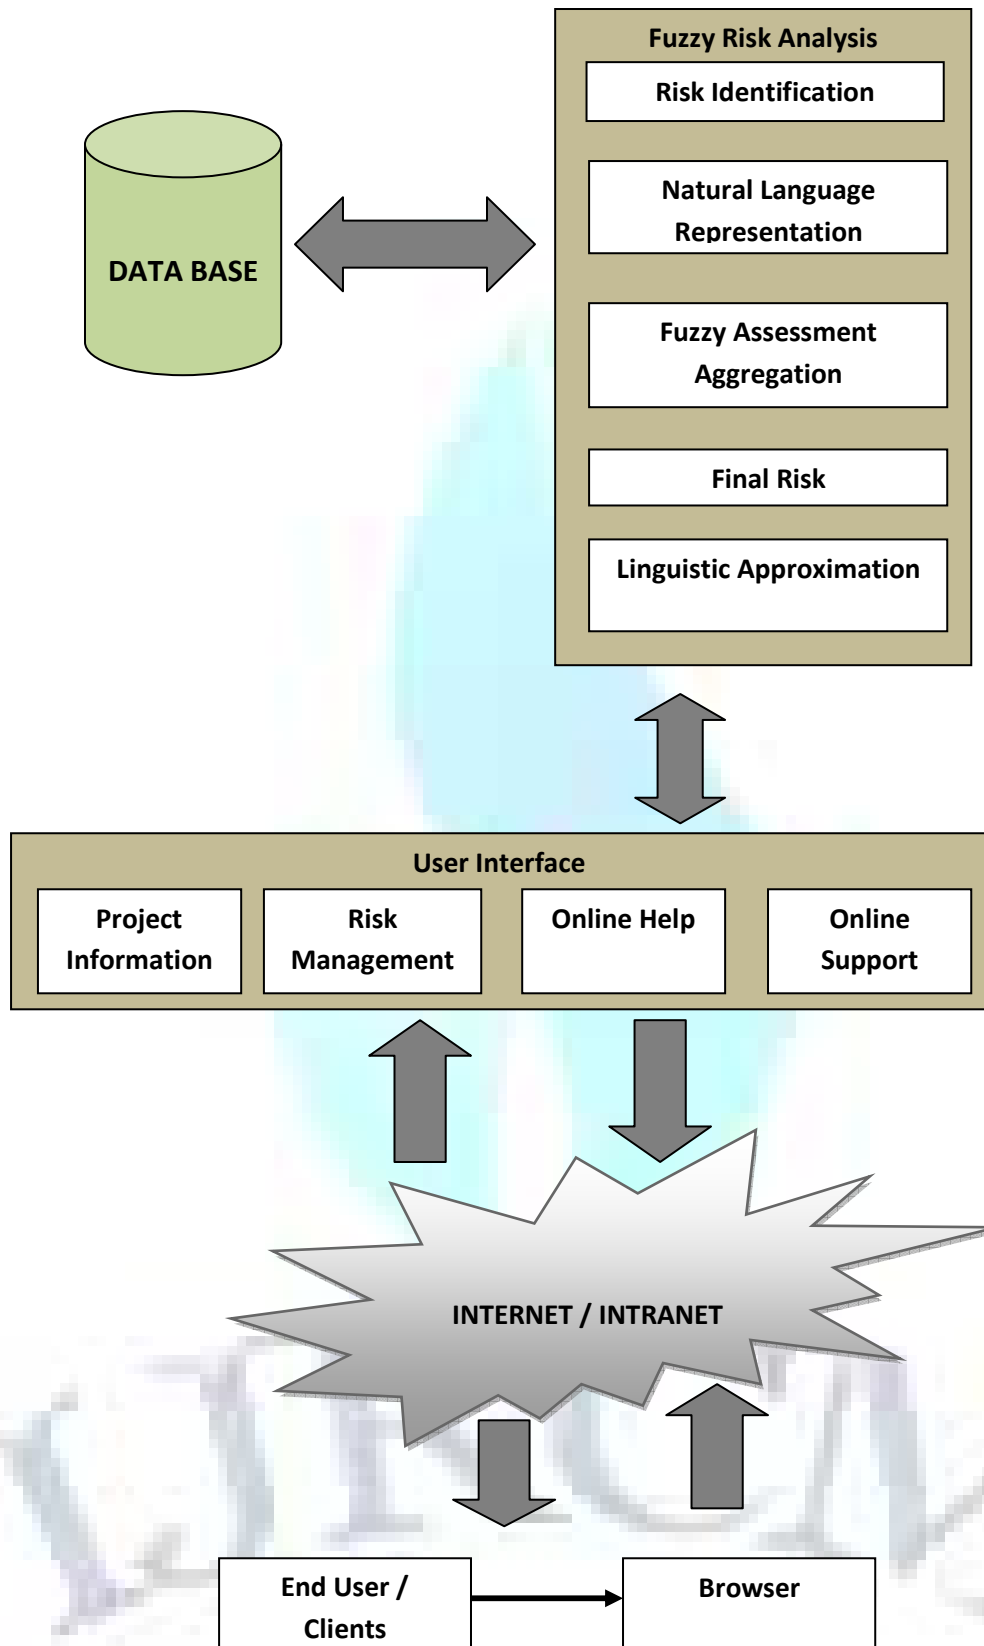 Fuzzy Risk Analysis
Risk Identification
Natural Language
Representation
DATA BASE
Fuzzy Assessment
Aggregation
Final Risk
Linguistic Approximation
User Interface
Project
Information
Risk
Management
Online Help
Online
Support
INTERNET / INTRANET
End User /
Clients
Browser